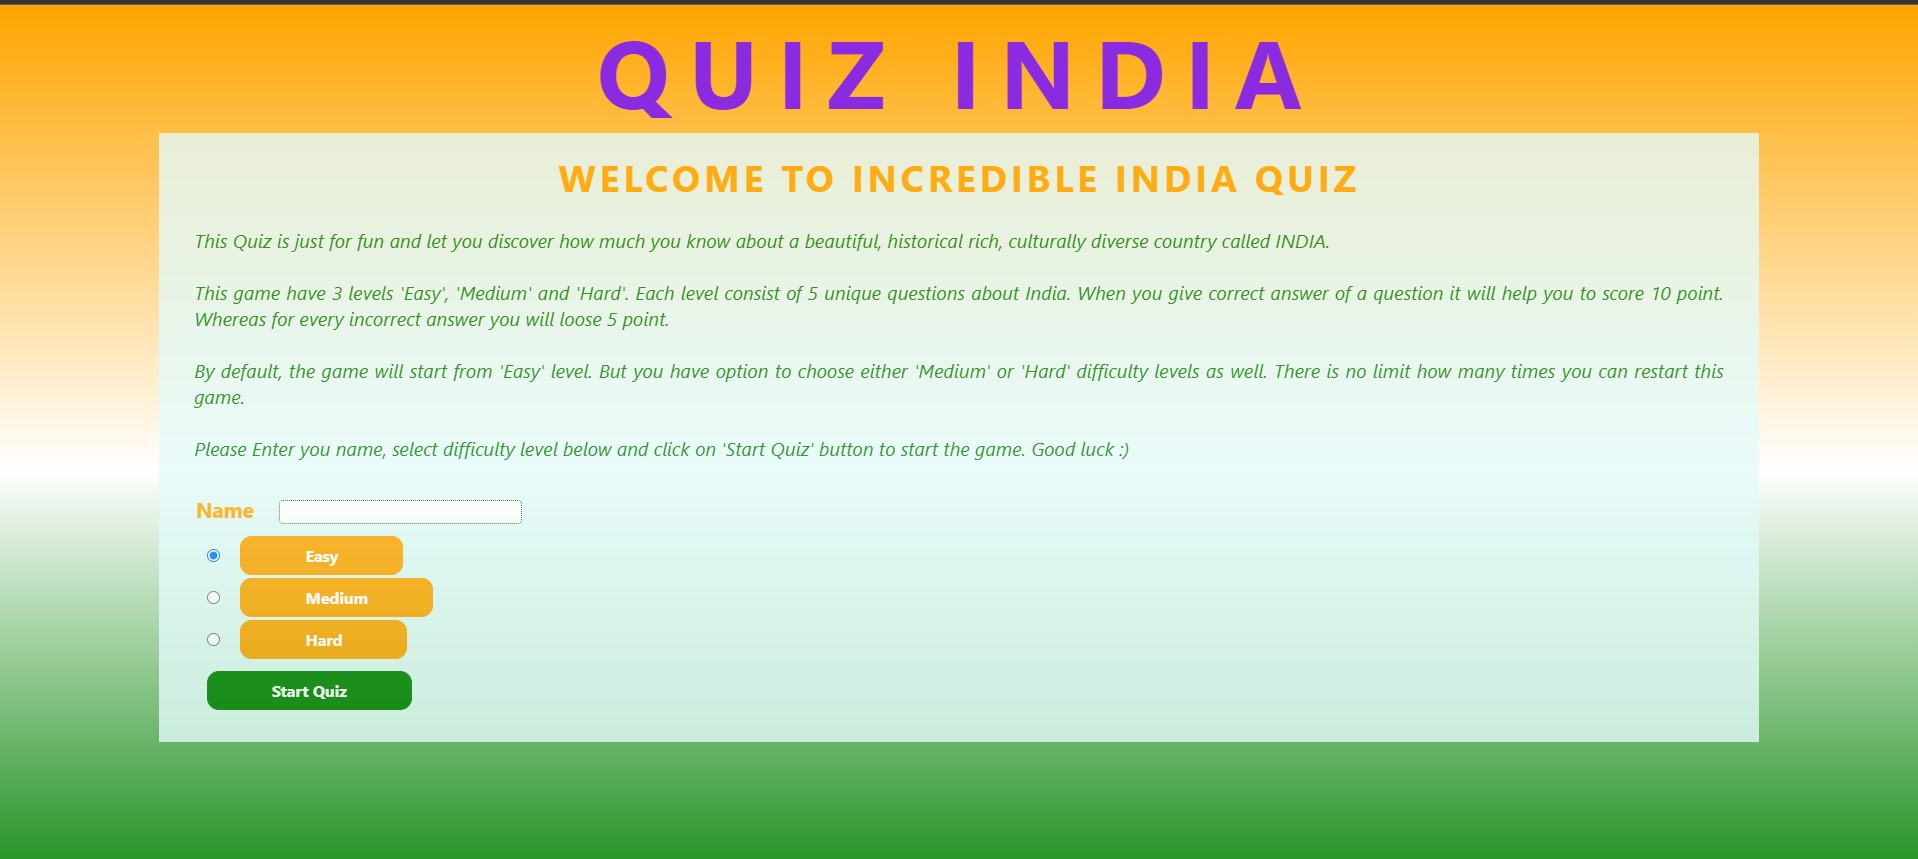 QUIZ INDIA
WELCOME TO INCREDIBLE INDIA QUIZ
This Quiz is just for fun and let you discover how much you know about a beautiful, historical rich, culturally diverse country called INDIA.
This game have 3 levels 'Easy', 'Medium' and 'Hard'. Each level consist of 5 unique questions about India. When you give correct answer of a question it will help you to score 10 point.
Whereas for every incorrect answer you will loose 5 point.
By default, the game will start from 'Easy' level. But you have option to choose either 'Medium' or 'Hard' difficulty levels as well. There is no limit how many times you can restart this
game.
Please Enter you name, select difficulty level below and click on 'Start Quiz' button to start the game. Good luck :)
Name
Easy
Medium
Hard
Start Quiz